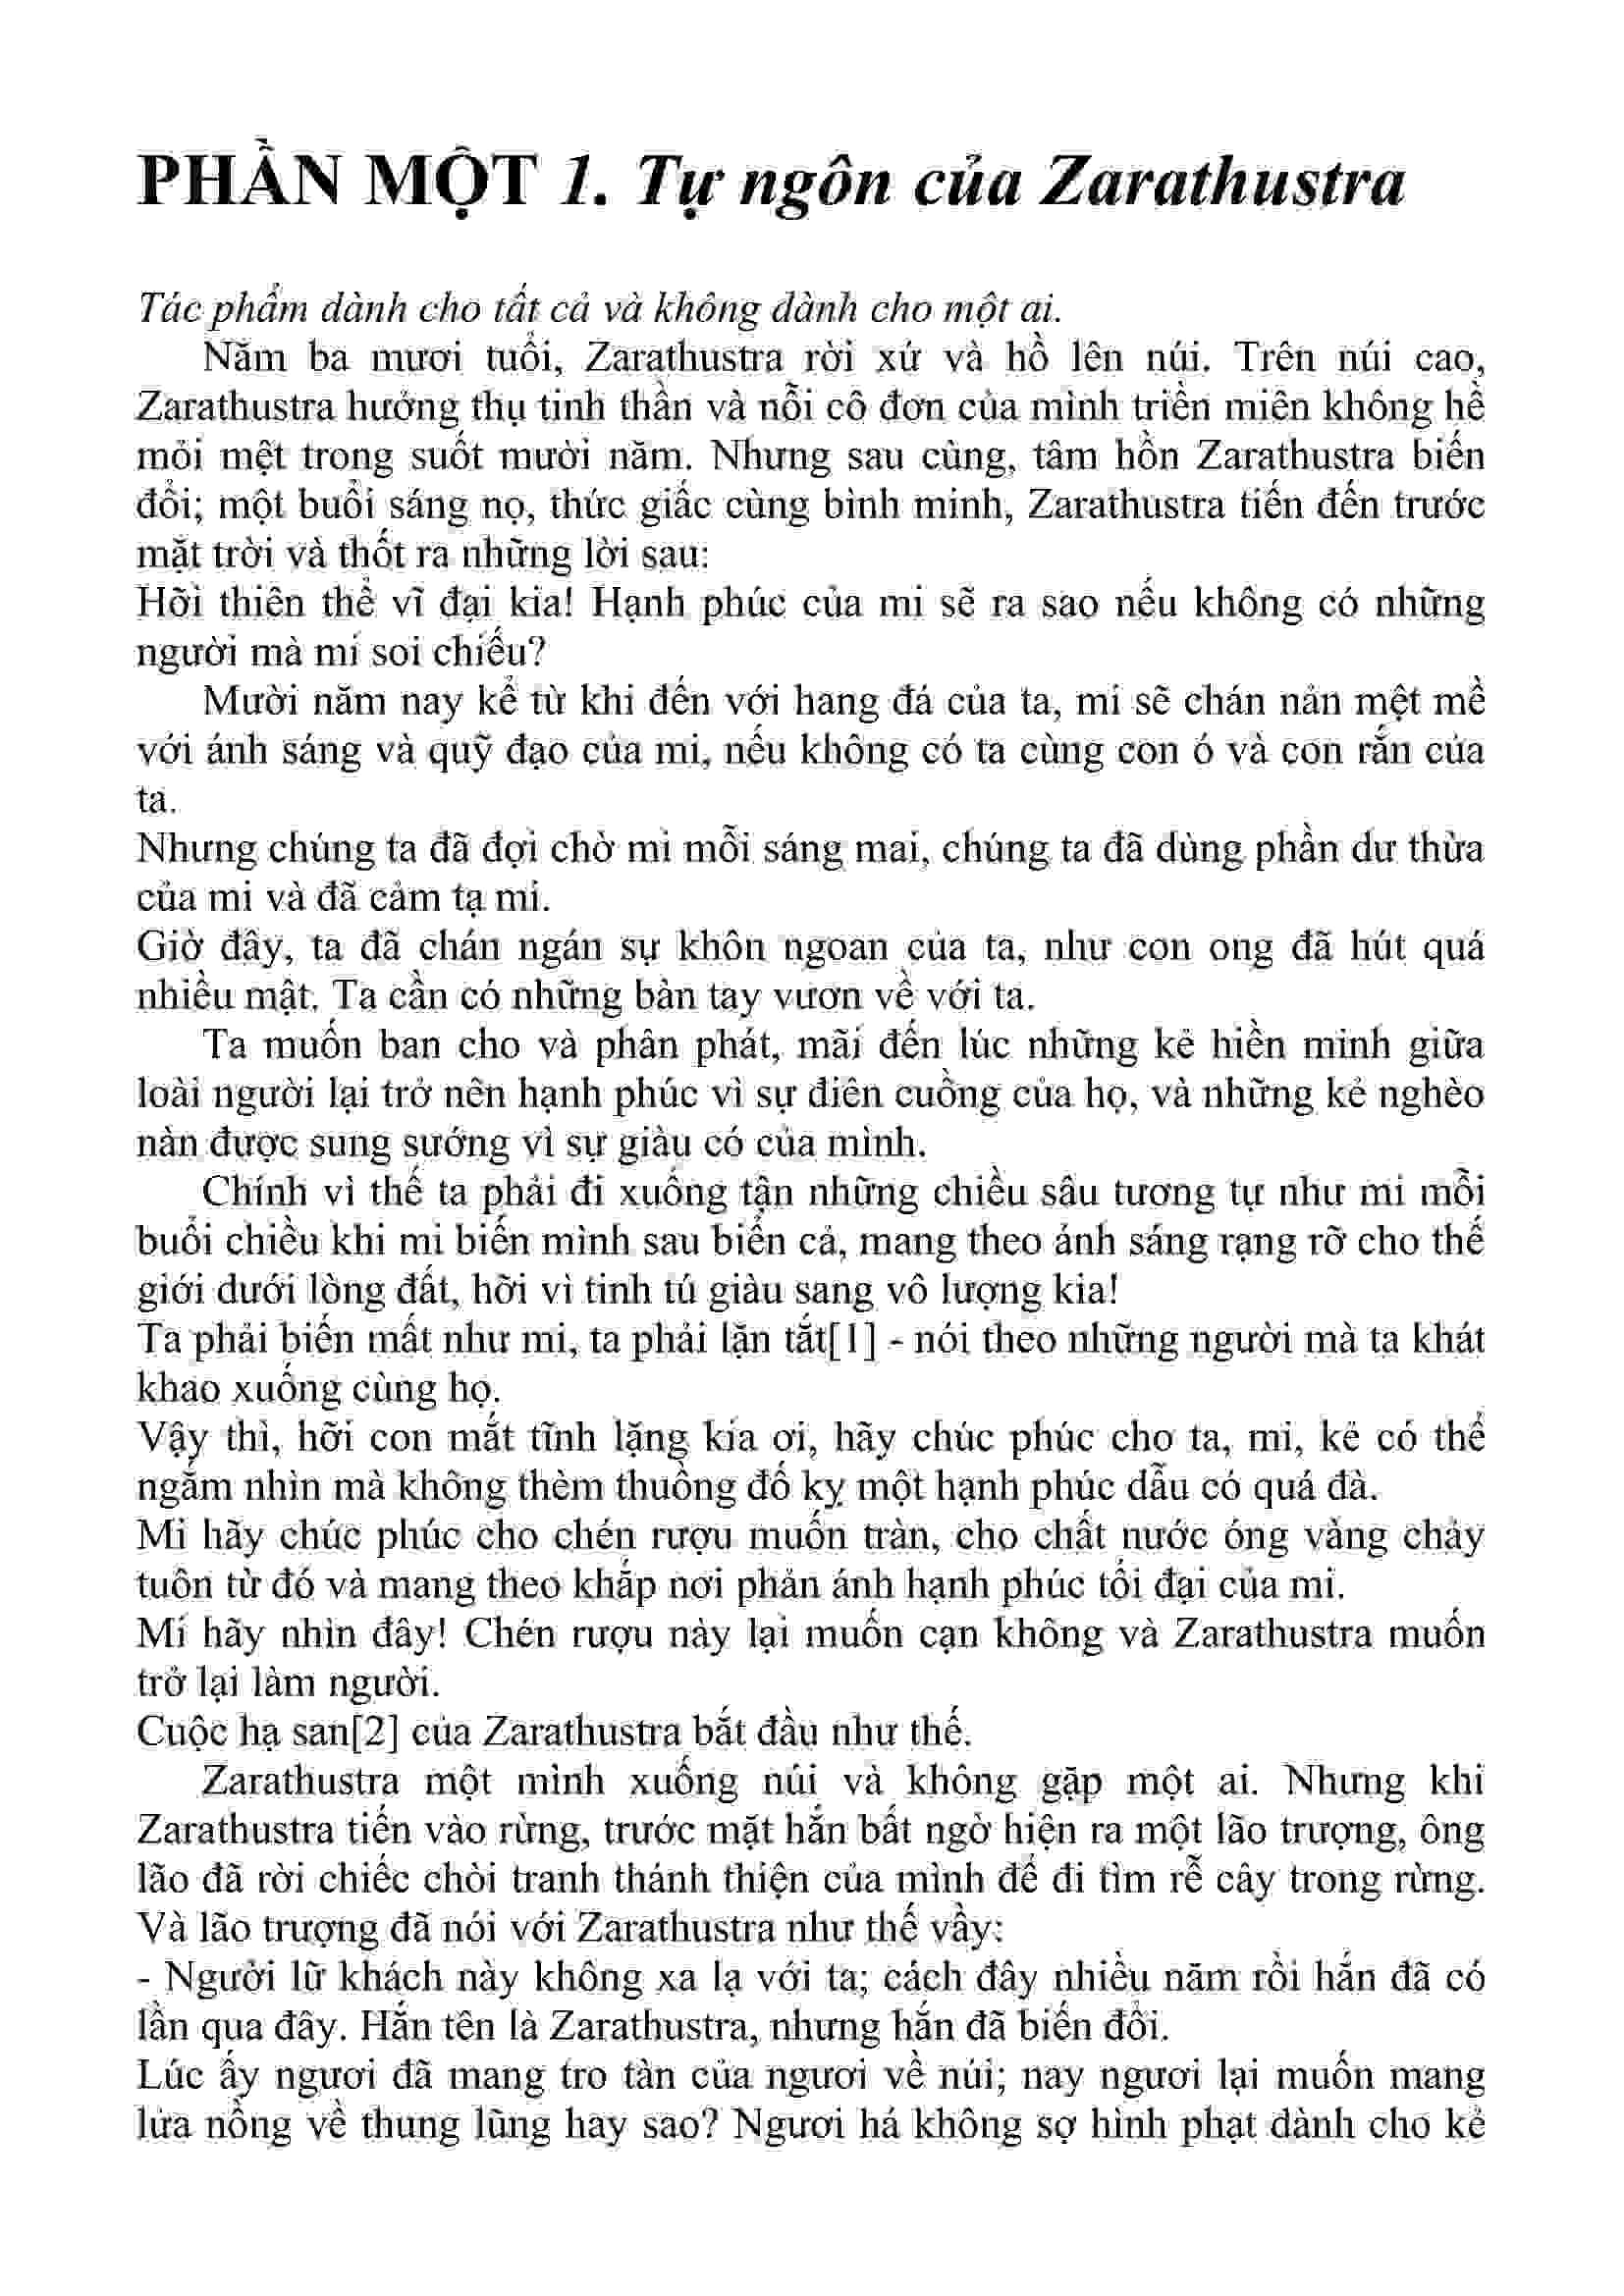 PHẦN MỘT 1. Tự ngôn của Zarathustra
Tác phẩm dành cho tất cả và không dành cho một ai.
Năm ba mươi tuổi, Zarathustra rời xứ và hồ lên núi. Trên núi cao,
Zarathustra hưởng thụ tinh thần và nỗi cô đơn của mình triền miên không hề
mỏi mệt trong suốt mười năm. Nhưng sau cùng, tâm hồn Zarathustra biến
đổi; một buổi sáng nọ, thức giấc cùng bình minh, Zarathustra tiến đến trước
mặt trời và thốt ra những lời sau:
Hỡi thiên thể vĩ đại kia! Hạnh phúc của mi sẽ ra sao nếu không có những
người mà mi soi chiếu?
Mười năm nay kể từ khi đến với hang đá của ta, mi sẽ chán nản mệt mề
với ánh sáng và quỹ đạo của mi, nếu không có ta cùng con ó và con rắn của
ta.
Nhưng chúng ta đã đợi chờ mi mỗi sáng mai, chúng ta đã dùng phần dư thừa
của mi và đã cảm tạ mi.
Giờ đây, ta đã chán ngán sự khôn ngoan của ta, như con ong đã hút quá
nhiều mật. Ta cần có những bàn tay vươn về với ta.
Ta muốn ban cho và phân phát, mãi đến lúc những kẻ hiền minh giữa
loài người lại trở nên hạnh phúc vì sự điên cuồng của họ, và những kẻ nghèo
nàn được sung sướng vì sự giàu có của mình.
Chính vì thế ta phải đi xuống tận những chiều sâu tương tự như mi mỗi
buổi chiều khi mi biến mình sau biển cả, mang theo ánh sáng rạng rỡ cho thế
giới dưới lòng đất, hỡi vì tinh tú giàu sang vô lượng kia!
Ta phải biến mất như mi, ta phải lặn tắt[1] - nói theo những người mà ta khát
khao xuống cùng họ.
Vậy thì, hỡi con mắt tĩnh lặng kia ơi, hãy chúc phúc cho ta, mi, kẻ có thể
ngắm nhìn mà không thèm thuồng đố kỵ một hạnh phúc dẫu có quá đà.
Mi hãy chúc phúc cho chén rượu muốn tràn, cho chất nước óng vàng chảy
tuôn từ đó và mang theo khắp nơi phản ánh hạnh phúc tối đại của mi.
Mi hãy nhìn đây! Chén rượu này lại muốn cạn không và Zarathustra muốn
trở lại làm người.
Cuộc hạ san[2] của Zarathustra bắt đầu như thế.
Zarathustra một mình xuống núi và không gặp một ai. Nhưng khi
Zarathustra tiến vào rừng, trước mặt hắn bất ngờ hiện ra một lão trượng, ông
lão đã rời chiếc chòi tranh thánh thiện của mình để đi tìm rễ cây trong rừng.
Và lão trượng đã nói với Zarathustra như thế vầy:
- Người lữ khách này không xa lạ với ta; cách đây nhiều năm rồi hắn đã có
lần qua đây. Hắn tên là Zarathustra, nhưng hắn đã biến đổi.
Lúc ấy ngươi đã mang tro tàn của ngươi về núi; nay ngươi lại muốn mang
lửa nồng về thung lũng hay sao? Ngươi há không sợ hình phạt dành cho kẻ